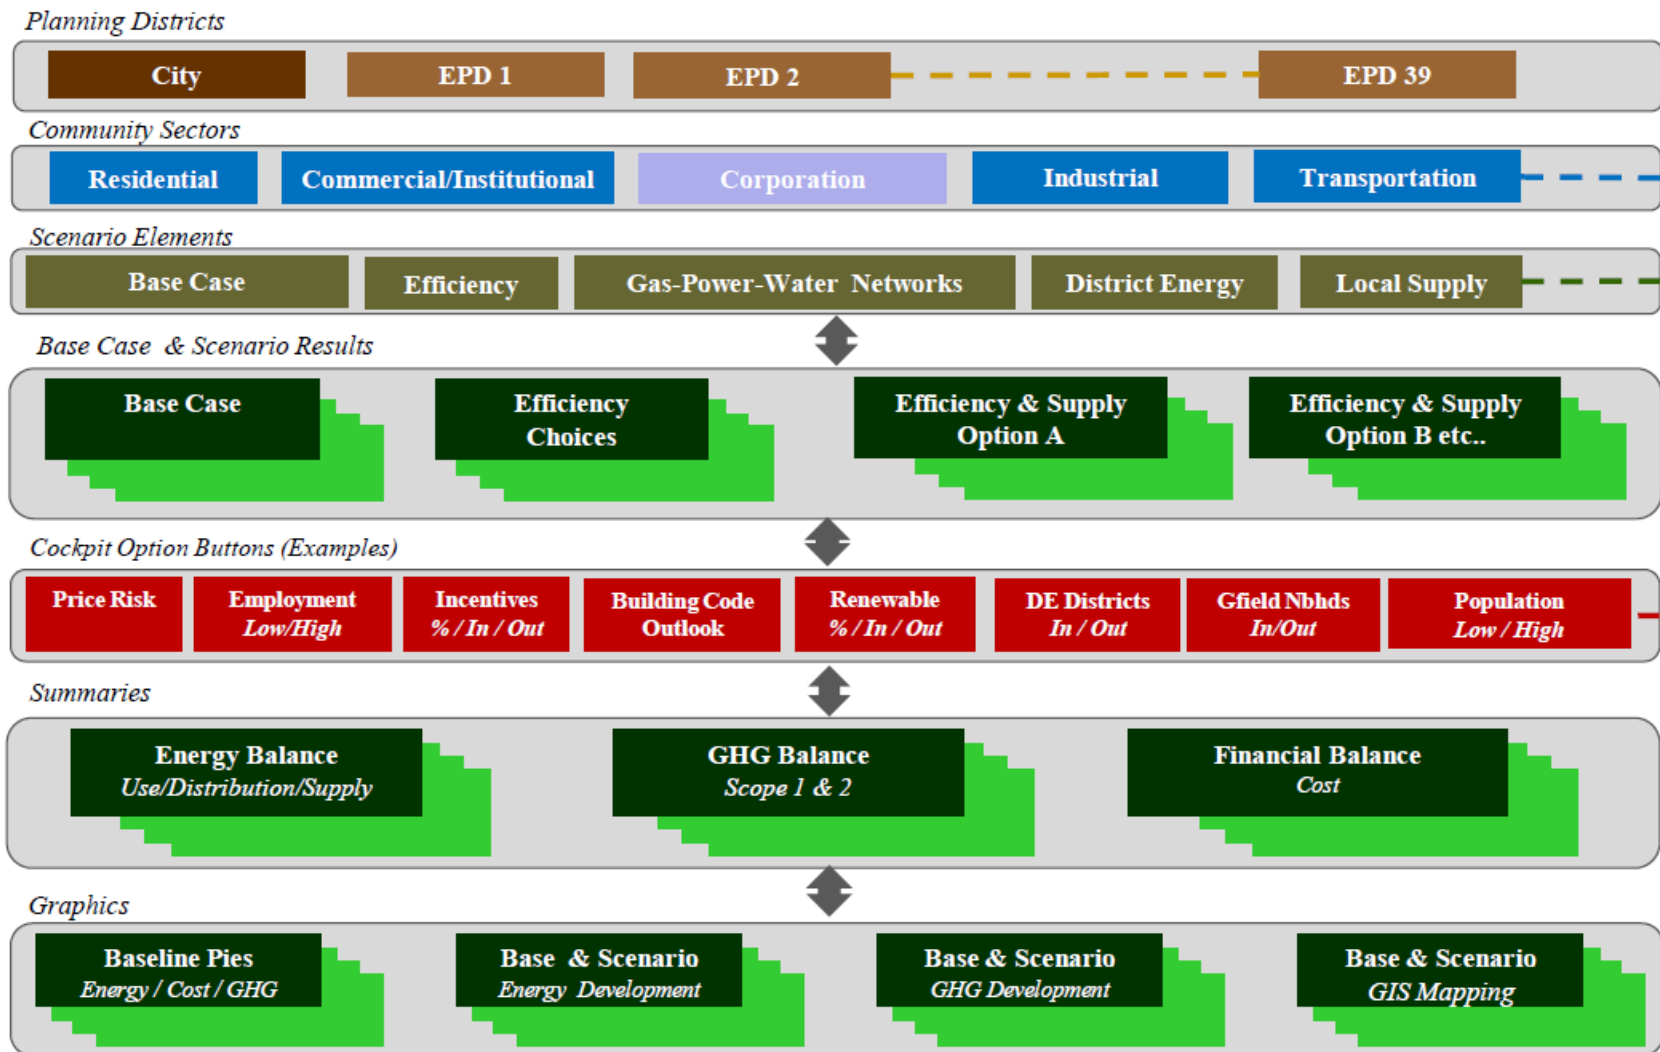 Planning Districts
City
EPD 1
EPD 2
EPD 39
Community Sectors
Residential
Commercial/Institutional
Corporation
Industrial
Transportation
Scenario Elements
Base Case
Efficiency
Gas-Power-Water Networks
District Energy
Local Supply
Base Case & Scenario Results
Base Case
Efficiency
Choices
Efficiency & Supply
Option A
Efficiency & Supply
Option B etc..
Cockpit Option Buttons (Examples)
Price Risk
Employment
Low/High
Incentives
% / In / Out
Building Code
Outlook
Renewable
% / In / Out
DE Districts
In / Out
Gfield Nbhds
In/Out
Population
Low / High
Summaries
Energy Balance
Use/Distribution/Supply
GHG Balance
Scope 1 & 2
Financial Balance
Cost
Graphics
Baseline Pies
Energy / Cost / GHG
Base & Scenario
Energy Development
Base & Scenario
GHG Development
Base & Scenario
GIS Mapping